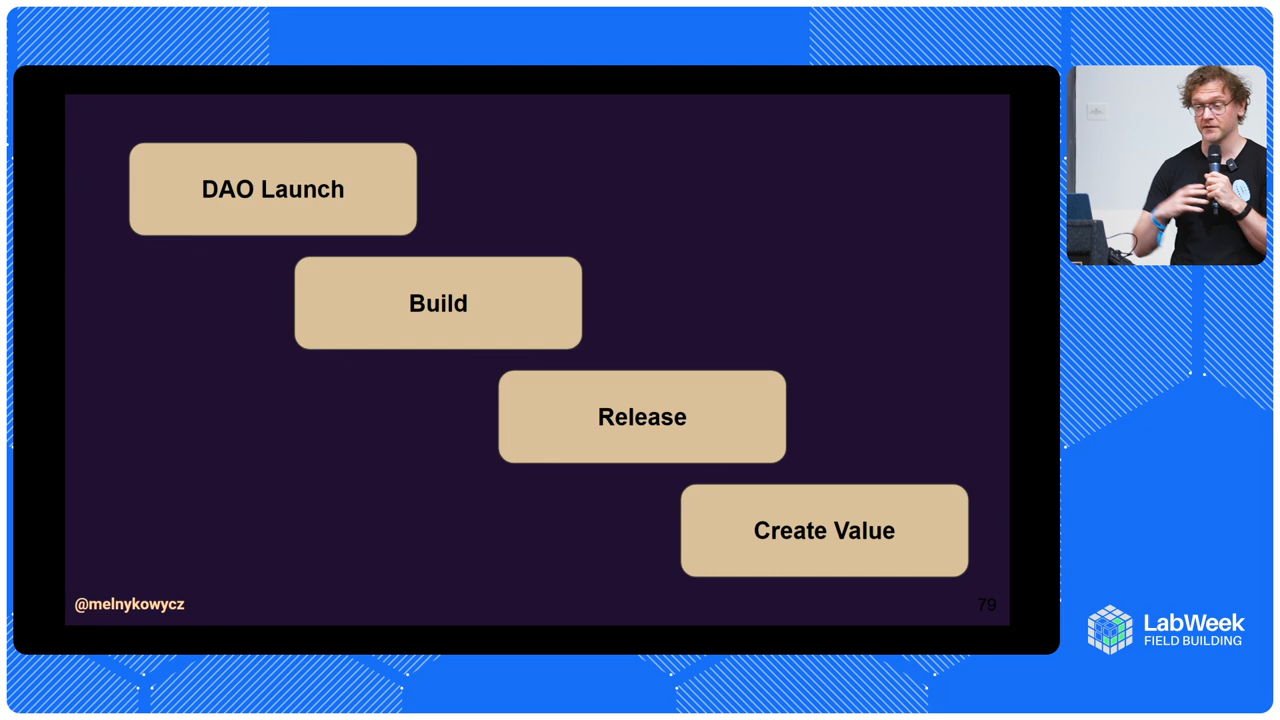 DAO Launch
Build
Release
Create Value
@melnykowycz
79
LabWeek
FIELD BUILDING